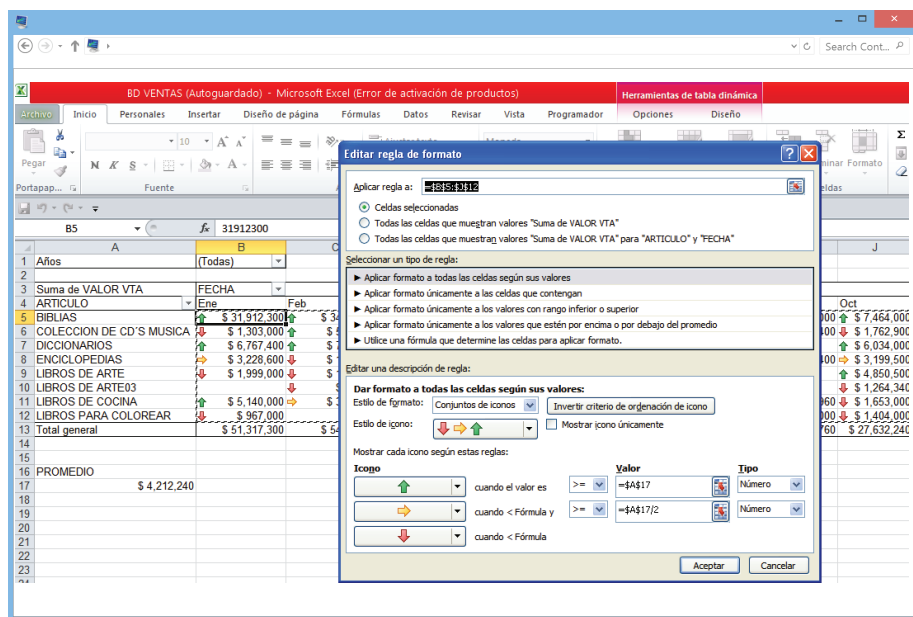 Search Cont...
BD VENTAS (Autoguardado) - Microsoft Excel (Error de activación de productos)
Herramientas de tabla dinámica
Archivo Inicio Personales Insertar Diseño de página Fórmulas Datos Revisar Vista Programador Opciones Diseño
10 A A Σ
Pegar N K S A Formato
Portapap... Fuente
Editar regla de formato
Aplicar regla a: =$B$5:$J$12
Celdas seleccionadas
Todas las celdas que muestran valores "Suma de VALOR VTA"
Todas las celdas que muestran valores "Suma de VALOR VTA" para "ARTICULO" y "FECHA"
Seleccionar un tipo de regla:
► Aplicar formato a todas las celdas según sus valores
► Aplicar formato únicamente a las celdas que contengan
► Aplicar formato únicamente a los valores con rango inferior o superior
► Aplicar formato únicamente a los valores que estén por encima o por debajo del promedio
► Utilice una fórmula que determine las celdas para aplicar formato.
Editar una descripción de regla:
Dar formato a todas las celdas según sus valores:
Estilo de formato: Conjuntos de iconos Invertir criterio de ordenación de icono
Estilo de icono: Mostrar icono únicamente
Mostrar cada icono según estas reglas:
Icono Valor Tipo
cuando el valor es >= =$A$17 Número
cuando < Fórmula y >= =$A$17/2 Número
cuando < Fórmula
Aceptar Cancelar
B5 fx 31912300
A B C J
1 Años (Todas)
2
3 Suma de VALOR VTA FECHA
4 ARTICULO Ene Feb Oct
5 BIBLIAS $ 31,912,300 $ 7,464,000
6 COLECCION DE CD´S MUSICA $ 1,303,000 $ 1,762,900
7 DICCIONARIOS $ 6,767,400 $ 6,034,000
8 ENCICLOPEDIAS $ 3,228,600 $ 3,199,500
9 LIBROS DE ARTE $ 1,999,000 $ 4,850,500
10 LIBROS DE ARTE03 $ 1,264,340
11 LIBROS DE COCINA $ 5,140,000 $ 1,653,000
12 LIBROS PARA COLOREAR $ 967,000 $ 1,404,000
13 Total general $ 51,317,300 $ 27,632,240
14
15
16 PROMEDIO
17 $ 4,212,240
18
19
20
21
22
23